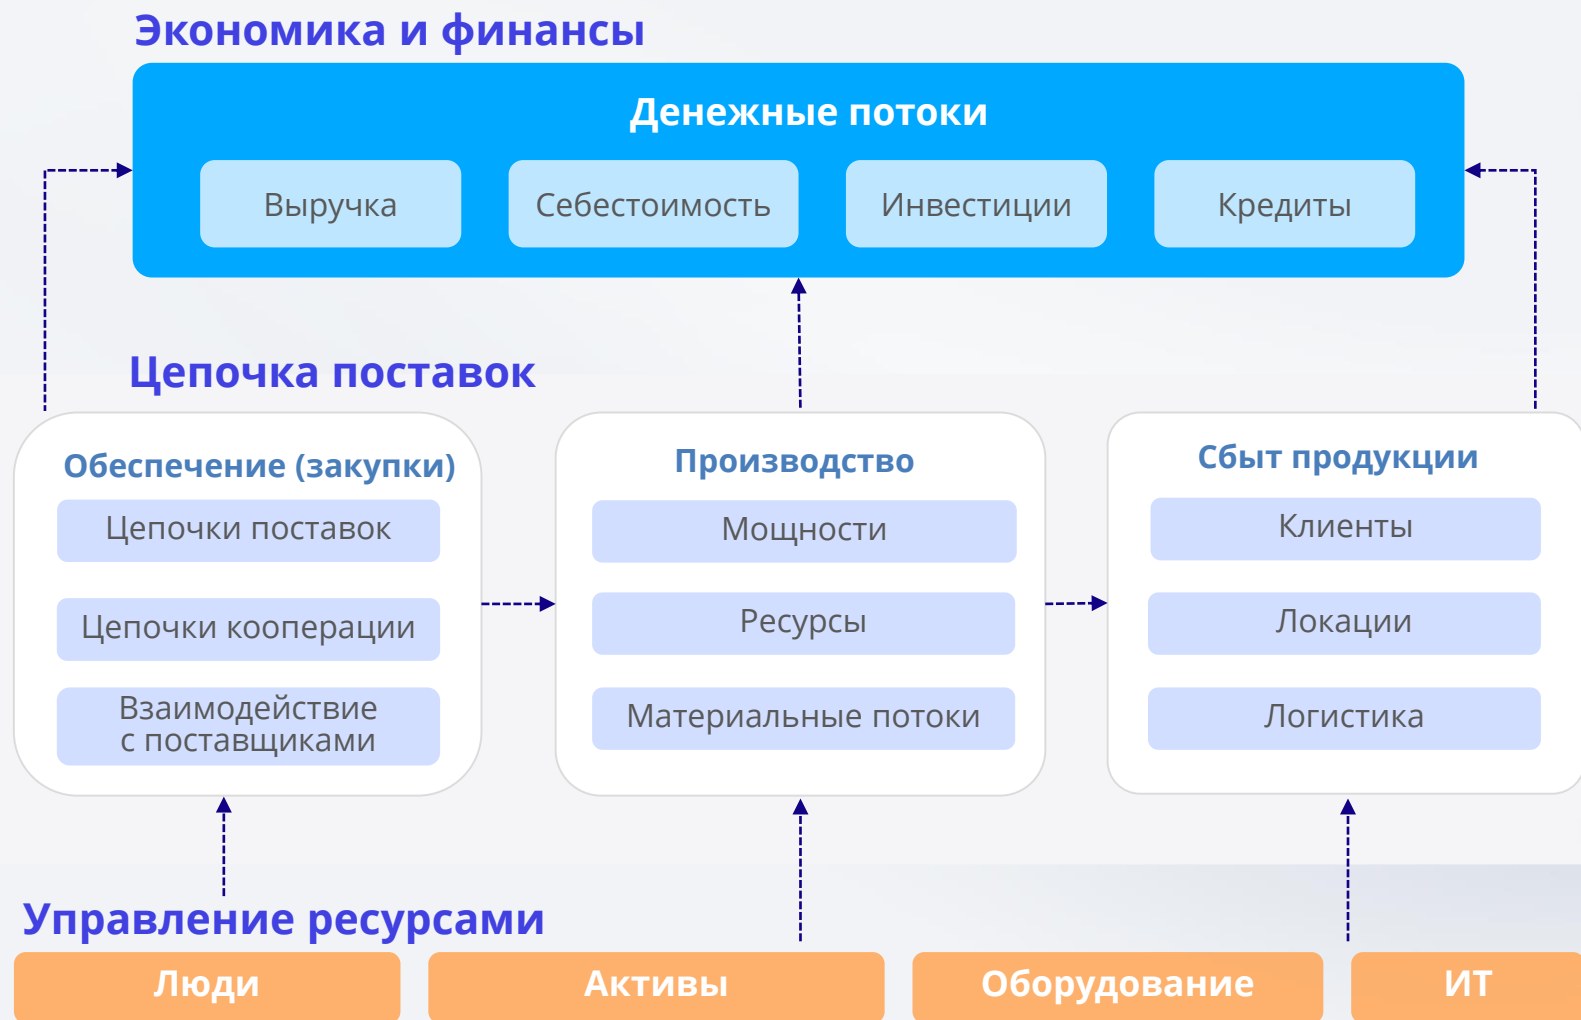 Экономика и финансы
Денежные потоки
Выручка
Себестоимость
Инвестиции
Кредиты
Цепочка поставок
Обеспечение (закупки)
Цепочки поставок
Цепочки кооперации
Взаимодействие
с поставщиками
Производство
Мощности
Ресурсы
Материальные потоки
Сбыт продукции
Клиенты
Локации
Логистика
Управление ресурсами
Люди
Активы
Оборудование
ИТ